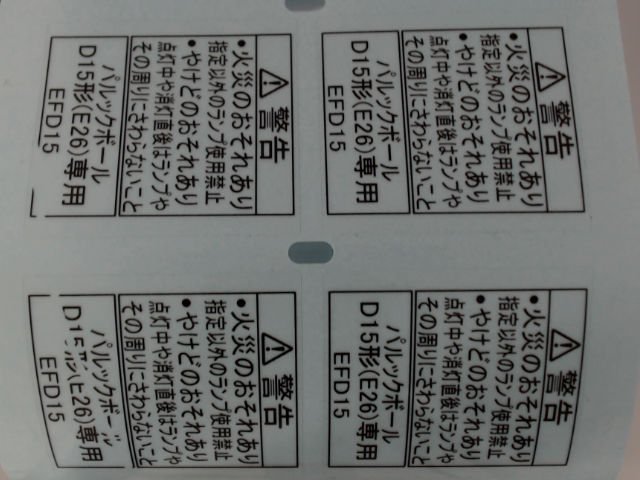 警告
•火災のおそれあり
指定以外のランプ使用禁止
•やけどのおそれあり
点灯中や消灯直後はランプや
その周りにさわらないこと
パルックボール
D15形(E26)専用
EFD15
警告
•火災のおそれあり
指定以外のランプ使用禁止
•やけどのおそれあり
点灯中や消灯直後はランプや
その周りにさわらないこと
パルックボール
D15形(E26)専用
EFD15
警告
•火災のおそれあり
指定以外のランプ使用禁止
•やけどのおそれあり
点灯中や消灯直後はランプや
その周りにさわらないこと
パルックボール
D15形(E26)専用
EFD15
警告
•火災のおそれあり
指定以外のランプ使用禁止
•やけどのおそれあり
点灯中や消灯直後はランプや
その周りにさわらないこと
パルックボール
D15形(E26)専用
EFD15